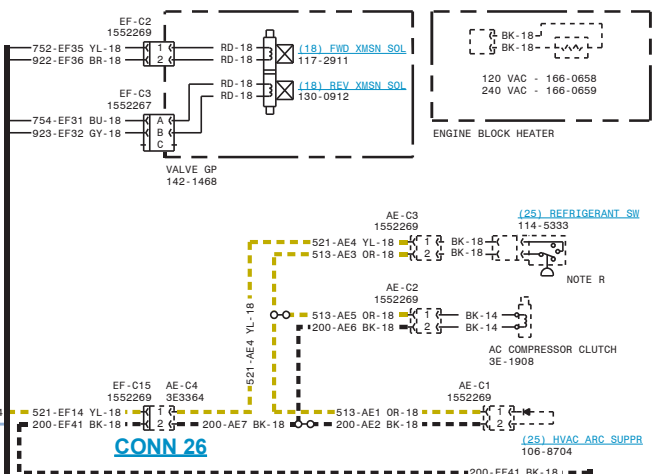 EF-C2
1552269
752-EF35 YL-18 1 RD-18 (18) FWD XMSN SOL
922-EF36 BR-18 2 RD-18 117-2911
EF-C3
1552267
RD-18 (18) REV XMSN SOL
RD-18 130-0912
754-EF31 BU-18 A
923-EF32 GY-18 B
C
VALVE GP
142-1468
BK-18
BK-18
120 VAC - 166-0658
240 VAC - 166-0659
ENGINE BLOCK HEATER
AE-C3
1552269
(25) REFRIGERANT SW
114-5333
521-AE4 YL-18 1 BK-18
513-AE3 OR-18 2 BK-18
NOTE R
AE-C2
1552269
513-AE5 OR-18 1 BK-14
200-AE6 BK-18 2 BK-14
AC COMPRESSOR CLUTCH
3E-1908
521-AE4 YL-18
EF-C15 AE-C4
1552269 3E3364
AE-C1
1552269
521-EF14 YL-18 1 513-AE1 OR-18 1
200-EF41 BK-18 2 200-AE7 BK-18 200-AE2 BK-18 2
CONN 26
(25) HVAC ARC SUPPR
106-8704
200-EF41 BK-18